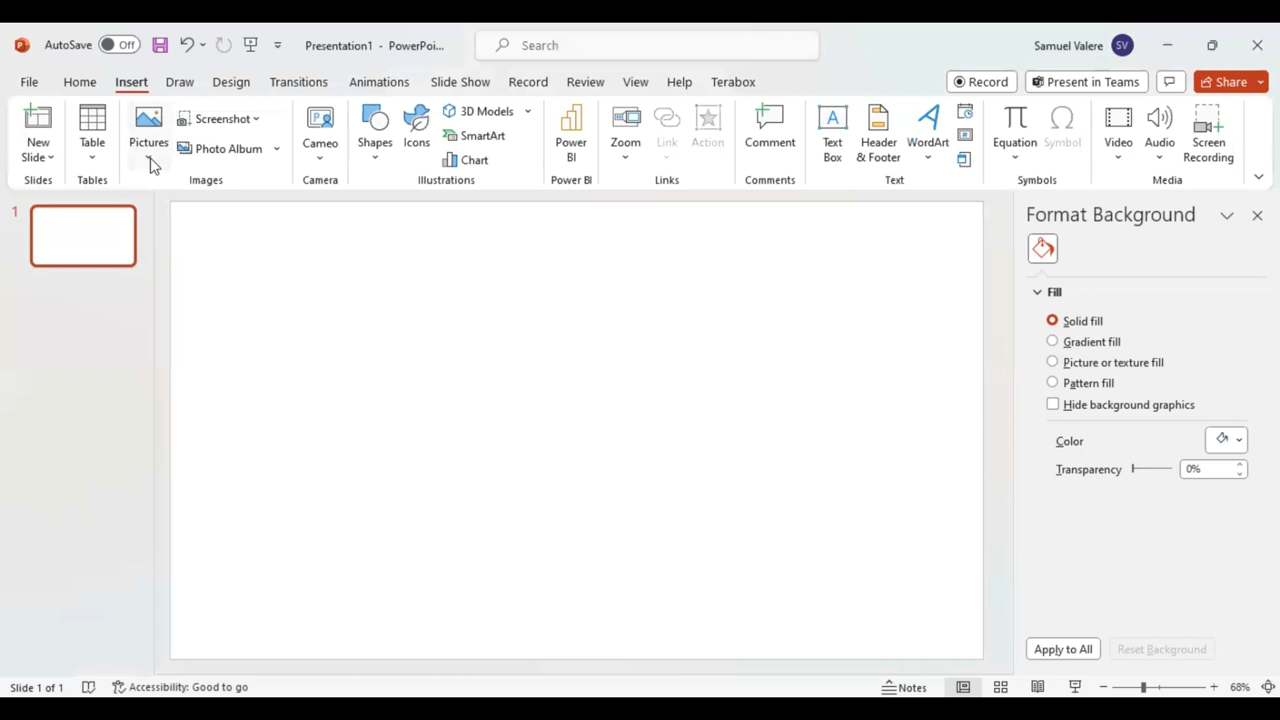 AutoSave Off Presentation1 - PowerPoi... Search Samuel Valere SV
File Home Insert Draw Design Transitions Animations Slide Show Record Review View Help Terabox Record Present in Teams Share
New Slide
Table
Pictures
Screenshot
Photo Album
Cameo
Shapes
Icons
3D Models
SmartArt
Chart
Power BI
Zoom
Link
Action
Comment
Text Box
Header & Footer
WordArt
Equation
Symbol
Video
Audio
Screen Recording
Slides Tables Images Camera Illustrations Power BI Links Comments Text Symbols Media
1
Format Background
Fill
Solid fill
Gradient fill
Picture or texture fill
Pattern fill
Hide background graphics
Color
Transparency 0%
Apply to All Reset Background
Slide 1 of 1 Accessibility: Good to go Notes 68%